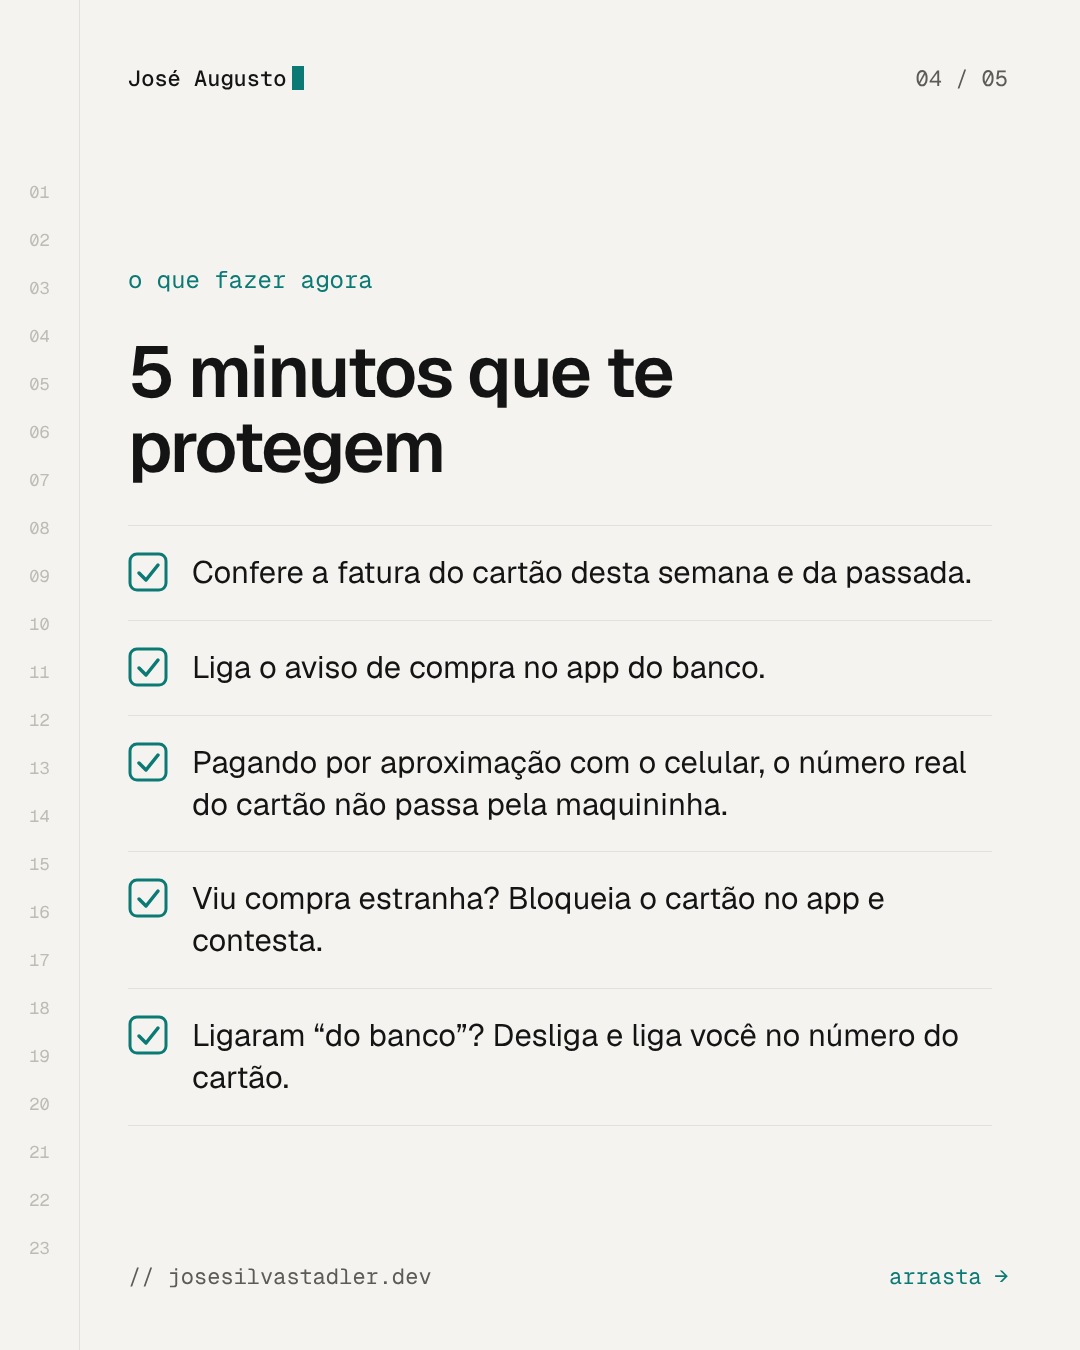 José Augusto
04 / 05
01
02
03
04
05
06
07
08
09
10
11
12
13
14
15
16
17
18
19
20
21
22
23
o que fazer agora
5 minutos que te
protegem
Confere a fatura do cartão desta semana e da passada.
Liga o aviso de compra no app do banco.
Pagando por aproximação com o celular, o número real
do cartão não passa pela maquininha.
Viu compra estranha? Bloqueia o cartão no app e
contesta.
Ligaram “do banco”? Desliga e liga você no número do
cartão.
// josesilvastadler.dev
arrasta →